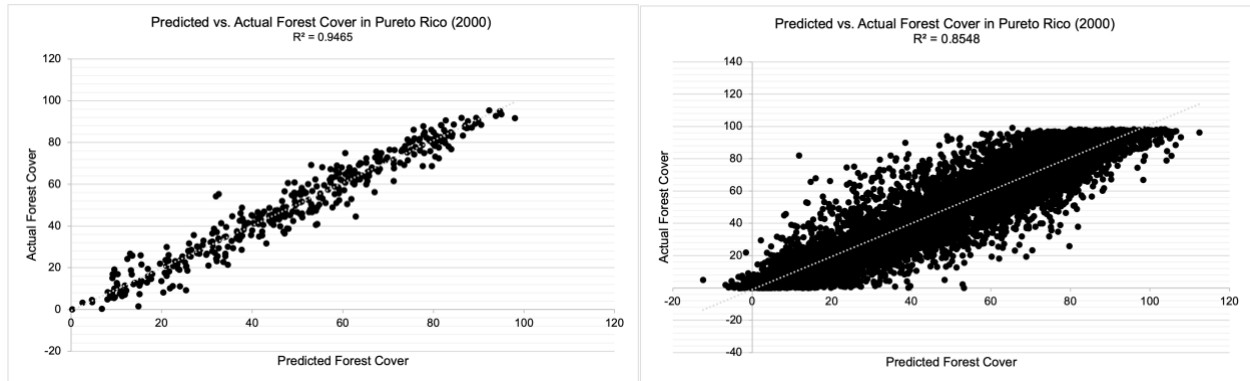 Predicted vs. Actual Forest Cover in Pureto Rico (2000)
R² = 0.9465
120
100
80
60
40
20
0
-20
0 20 40 60 80 100 120
Actual Forest Cover
Predicted Forest Cover
Predicted vs. Actual Forest Cover in Pureto Rico (2000)
R² = 0.8548
140
120
100
80
60
40
20
0
-20
-40
-20 0 20 40 60 80 100 120
Actual Forest Cover
Predicted Forest Cover